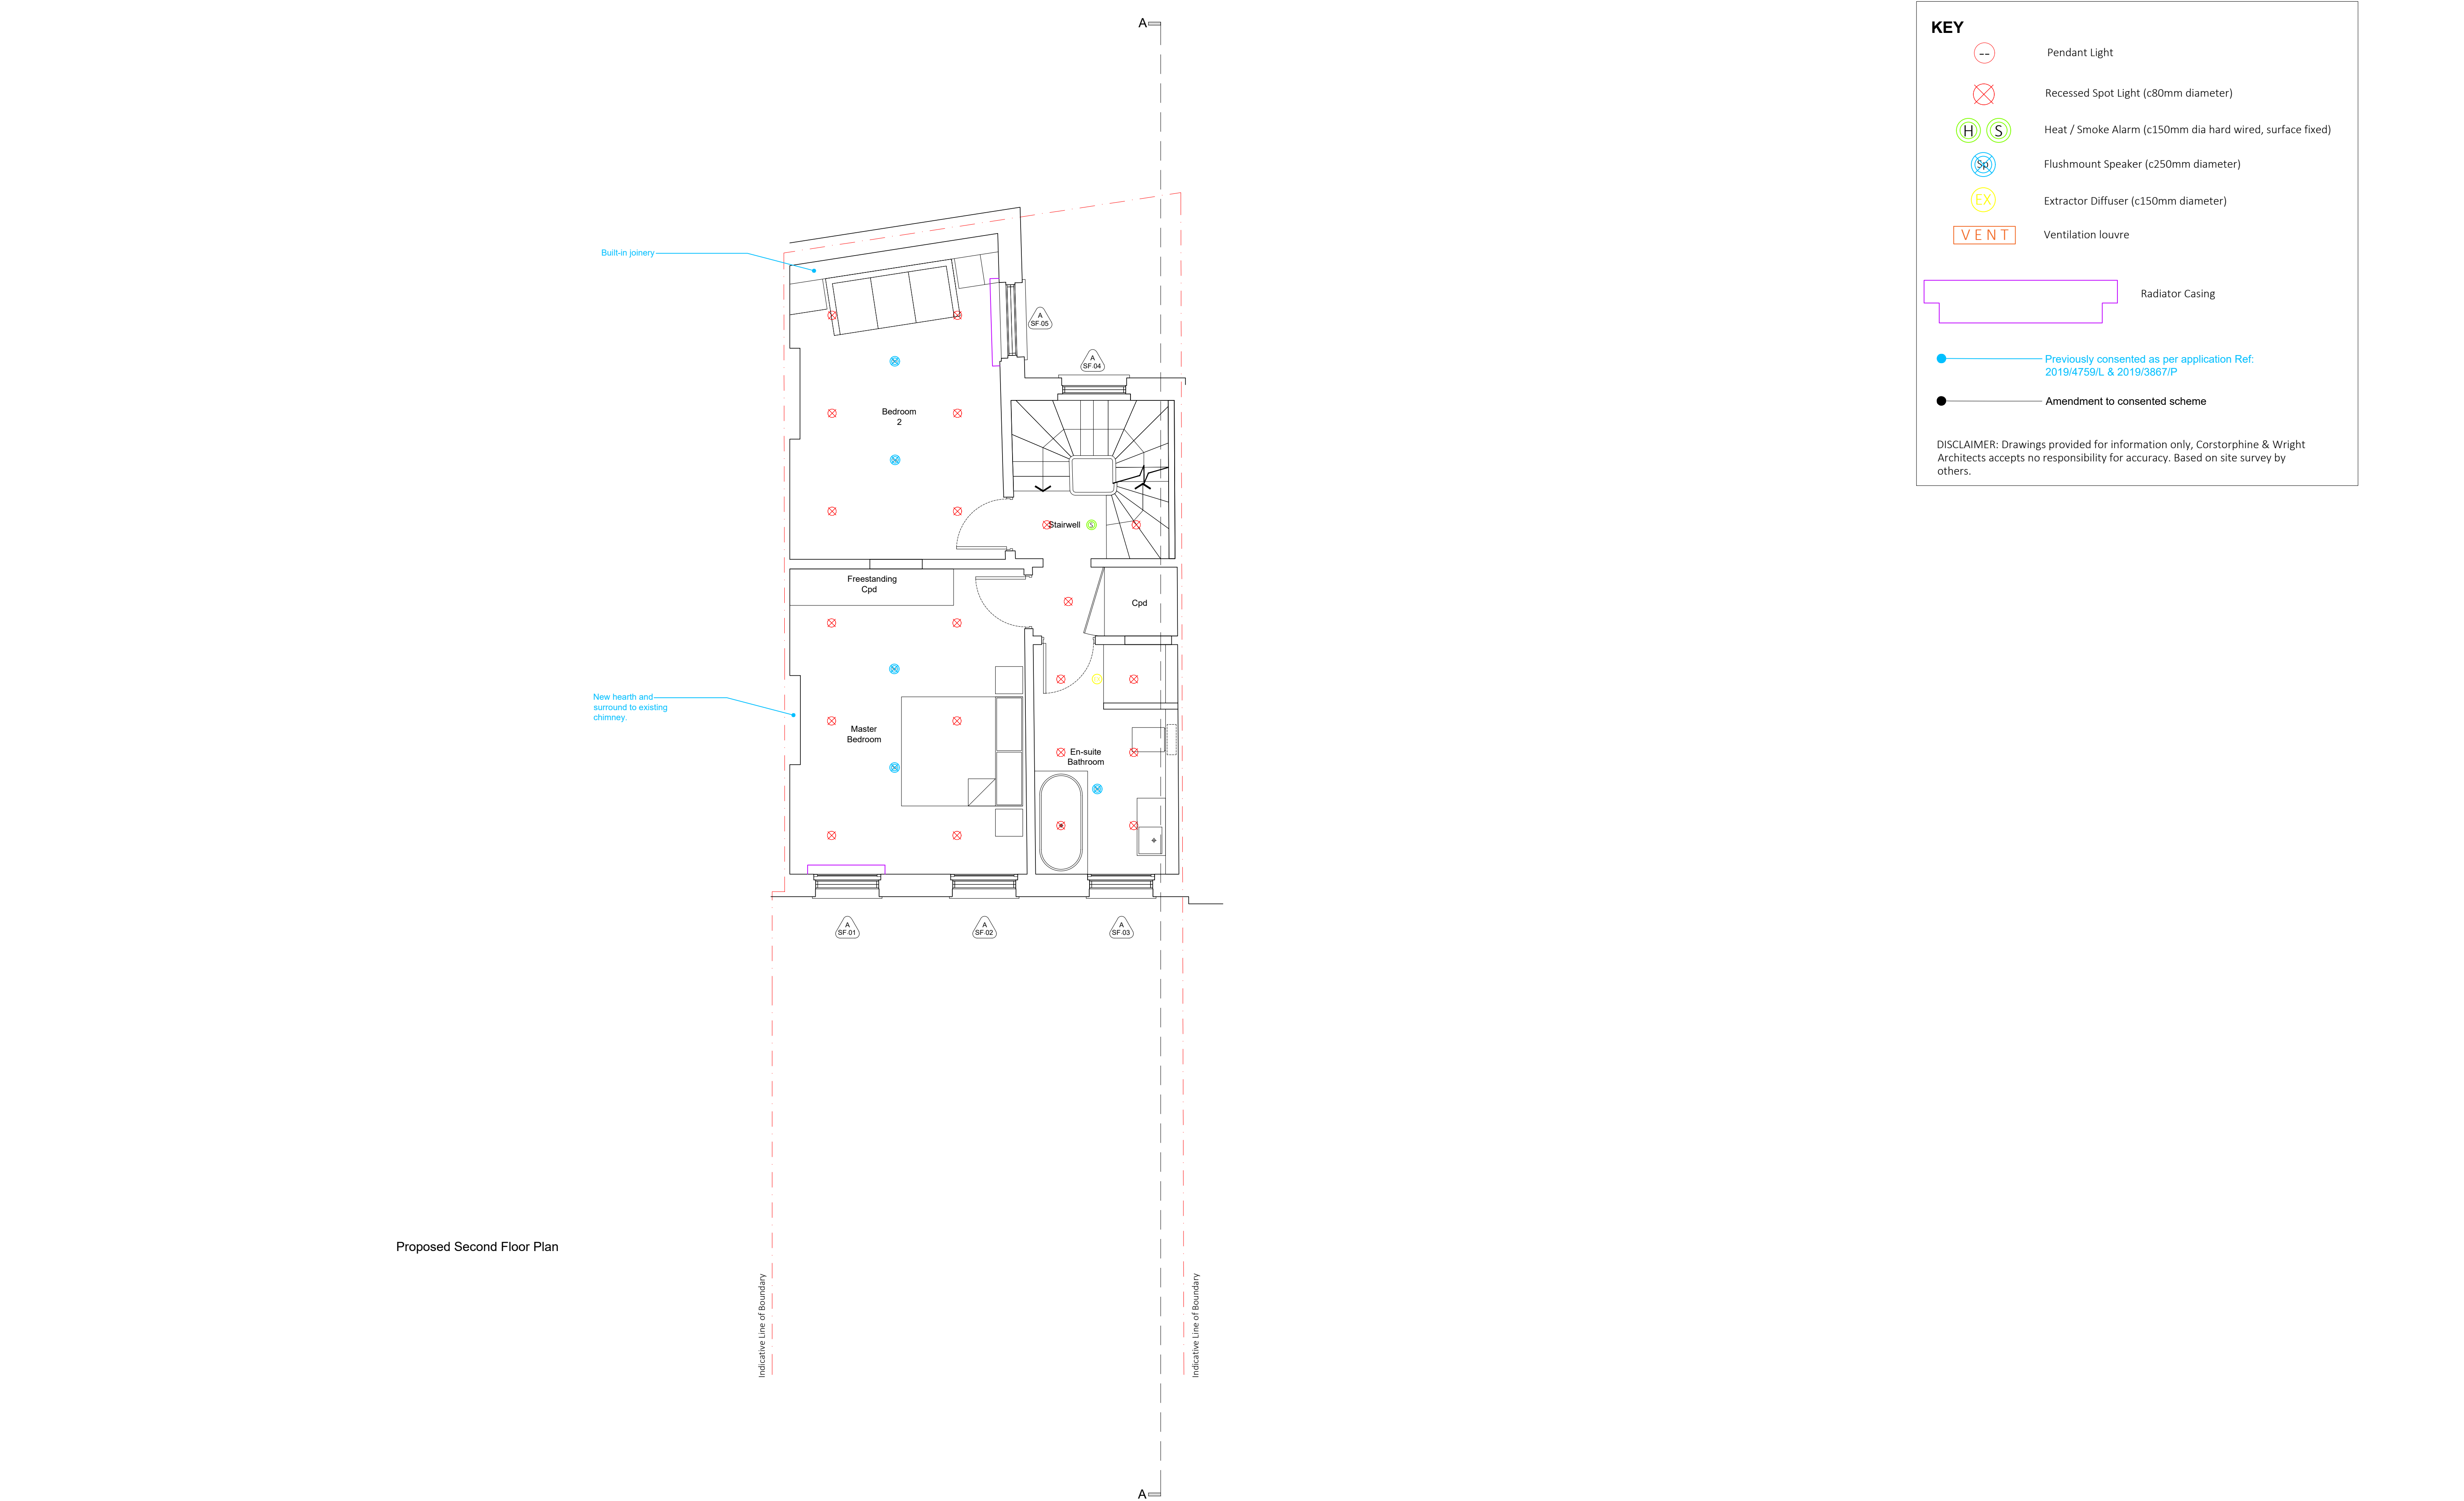 A
KEY
--
Pendant Light
Recessed Spot Light (c80mm diameter)
H S
Heat / Smoke Alarm (c150mm dia hard wired, surface fixed)
Sp
Flushmount Speaker (c250mm diameter)
EX
Extractor Diffuser (c150mm diameter)
VENT
Ventilation louvre
Radiator Casing
Previously consented as per application Ref:
2019/4759/L & 2019/3867/P
Amendment to consented scheme
DISCLAIMER: Drawings provided for information only, Corstorphine & Wright
Architects accepts no responsibility for accuracy. Based on site survey by
others.
Built-in joinery
A
SF.05
A
SF.04
Bedroom
2
Stairwell
S
Freestanding
Cpd
Cpd
New hearth and
surround to existing
chimney.
Master
Bedroom
En-suite
Bathroom
A
SF.01
A
SF.02
A
SF.03
Proposed Second Floor Plan
Indicative Line of Boundary
Indicative Line of Boundary
A